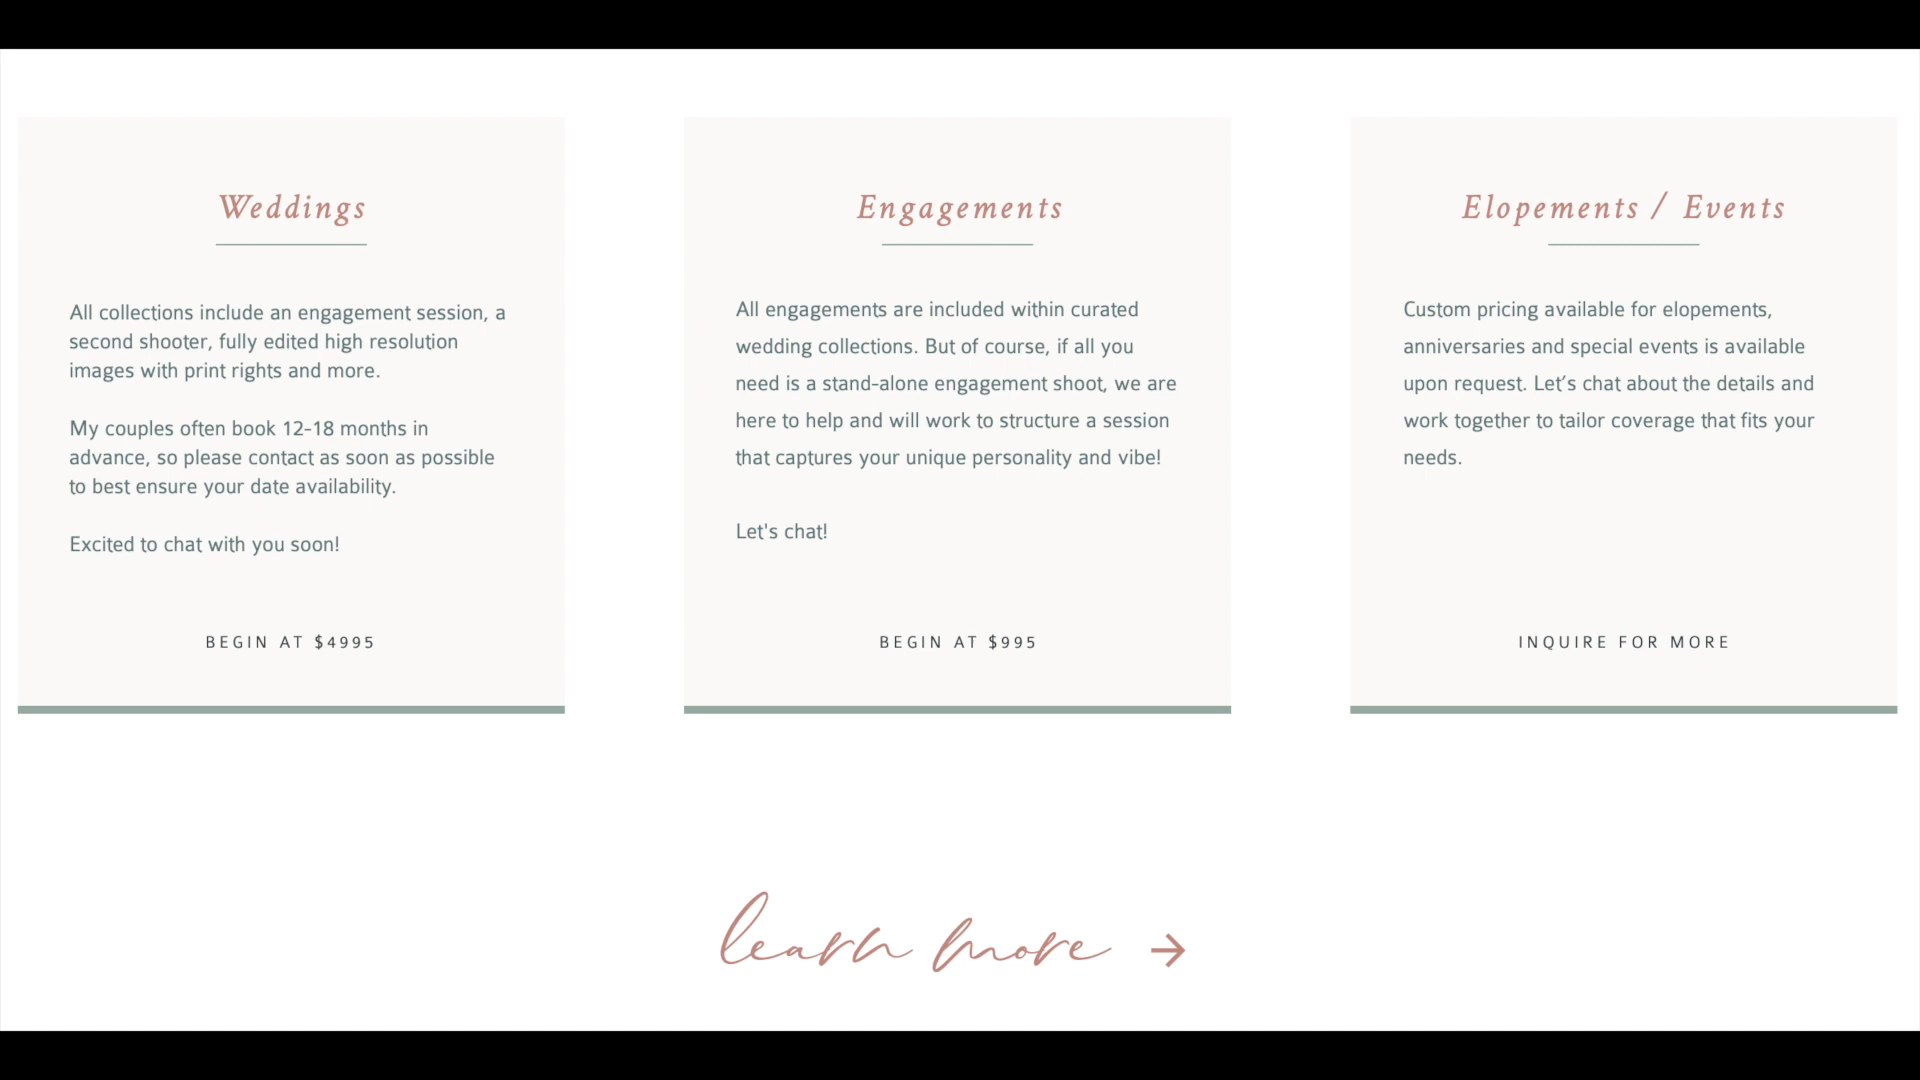 Weddings
All collections include an engagement session, a
second shooter, fully edited high resolution
images with print rights and more.
My couples often book 12-18 months in
advance, so please contact as soon as possible
to best ensure your date availability.
Excited to chat with you soon!
BEGIN AT $4995
Engagements
All engagements are included within curated
wedding collections. But of course, if all you
need is a stand-alone engagement shoot, we are
here to help and will work to structure a session
that captures your unique personality and vibe!
Let's chat!
BEGIN AT $995
Elopements / Events
Custom pricing available for elopements,
anniversaries and special events is available
upon request. Let’s chat about the details and
work together to tailor coverage that fits your
needs.
INQUIRE FOR MORE
learn more →